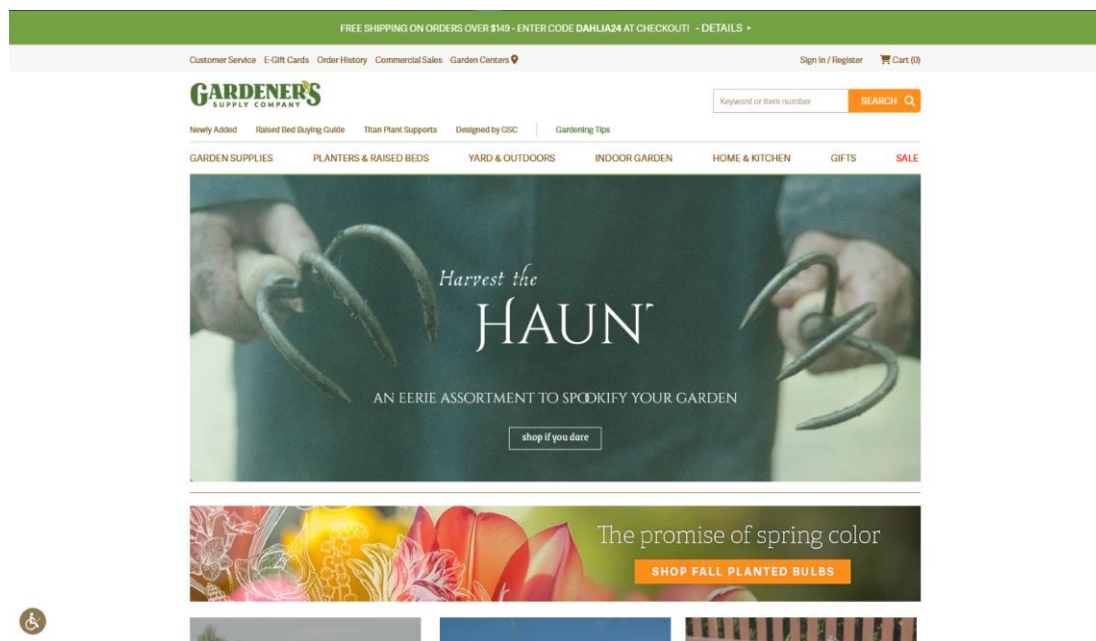 FREE SHIPPING ON ORDERS OVER $149 - ENTER CODE DAHLIA24 AT CHECKOUT! - DETAILS ▸
Customer Service E-Gift Cards Order History Commercial Sales Garden Centers Sign In / Register Cart (0)
GARDENER'S
SUPPLY COMPANY
Keyword or item number SEARCH
Newly Added Raised Bed Buying Guide Titan Plant Supports Designed by GSC Gardening Tips
GARDEN SUPPLIES PLANTERS & RAISED BEDS YARD & OUTDOORS INDOOR GARDEN HOME & KITCHEN GIFTS SALE
Harvest the
HAUN
AN EERIE ASSORTMENT TO SPOOKIFY YOUR GARDEN
shop if you dare
The promise of spring color
SHOP FALL PLANTED BULBS